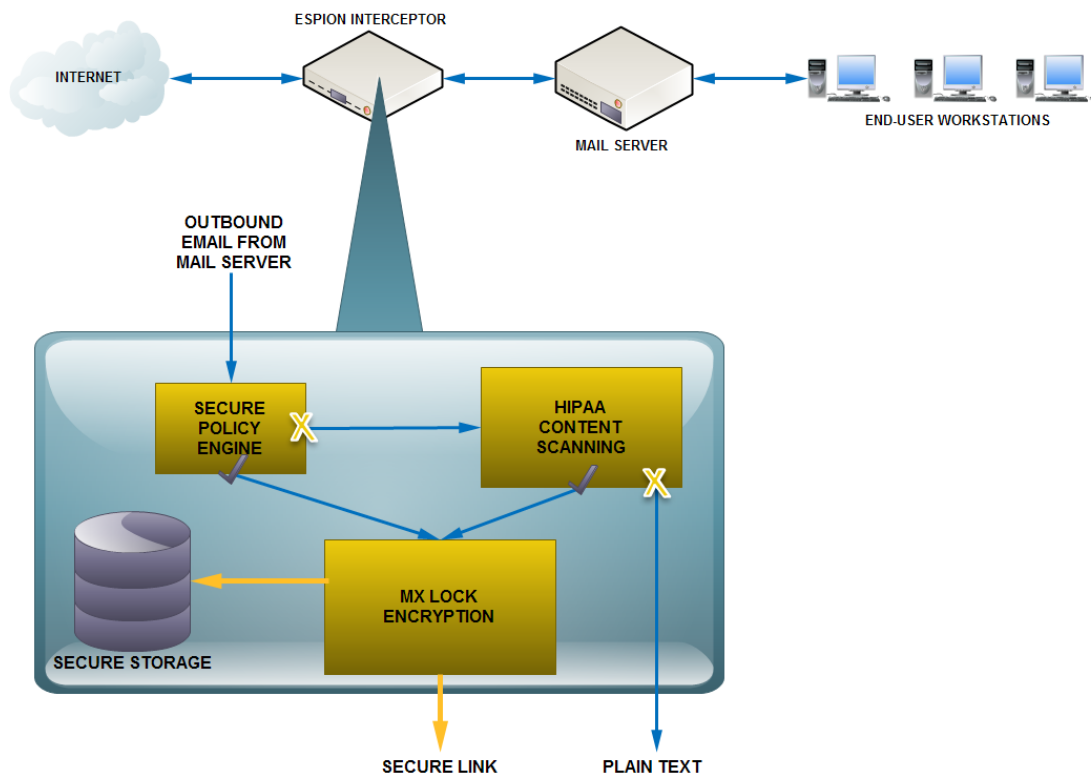 ESPION INTERCEPTOR
INTERNET
MAIL SERVER
END-USER WORKSTATIONS
OUTBOUND
EMAIL FROM
MAIL SERVER
SECURE
POLICY
ENGINE
X
HIPAA
CONTENT
SCANNING
X
MX LOCK
ENCRYPTION
SECURE STORAGE
SECURE LINK
PLAIN TEXT